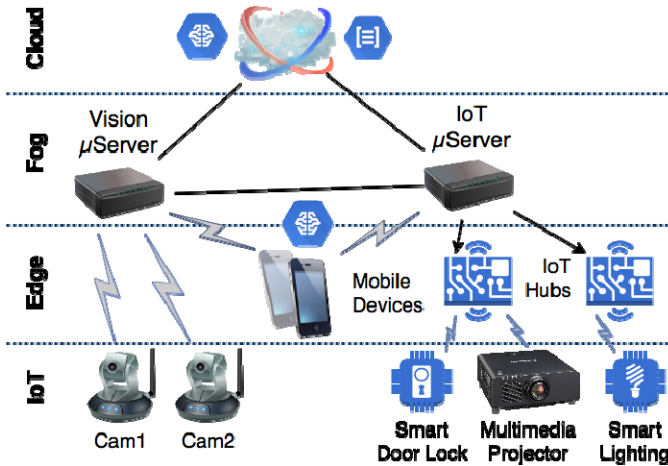 Cloud
Fog
Edge
IoT
Vision
µServer
IoT
µServer
Mobile
Devices
IoT
Hubs
Cam1
Cam2
Smart
Door Lock
Multimedia
Projector
Smart
Lighting